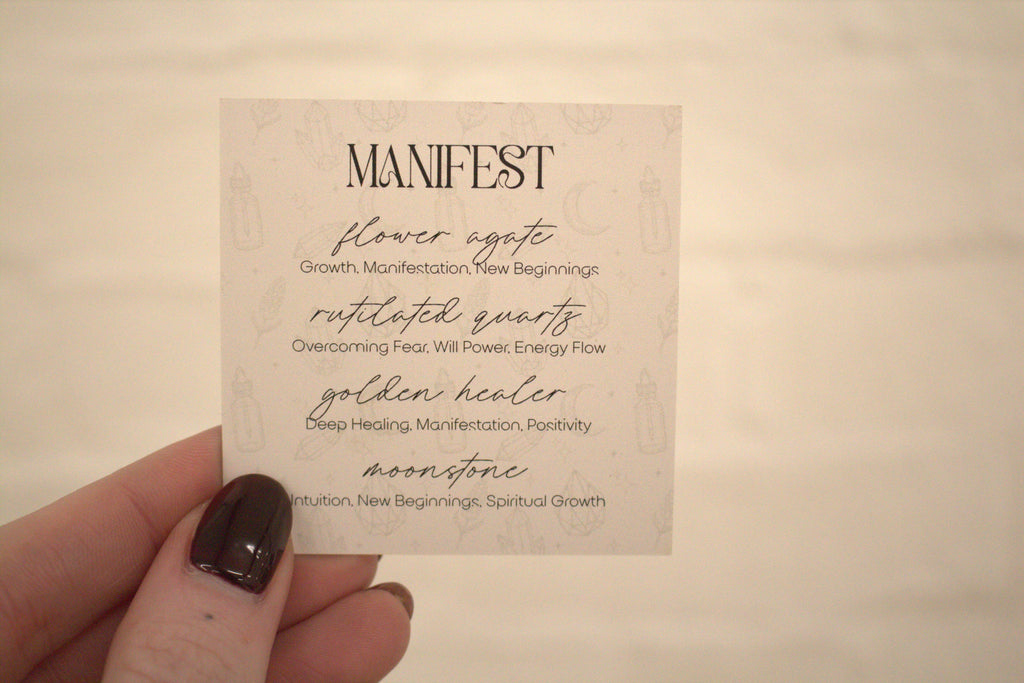 MANIFEST
flower agate
Growth, Manifestation, New Beginnings
rutilated quartz
Overcoming Fear, Will Power, Energy Flow
golden healer
Deep Healing, Manifestation, Positivity
moonstone
Intuition, New Beginnings, Spiritual Growth